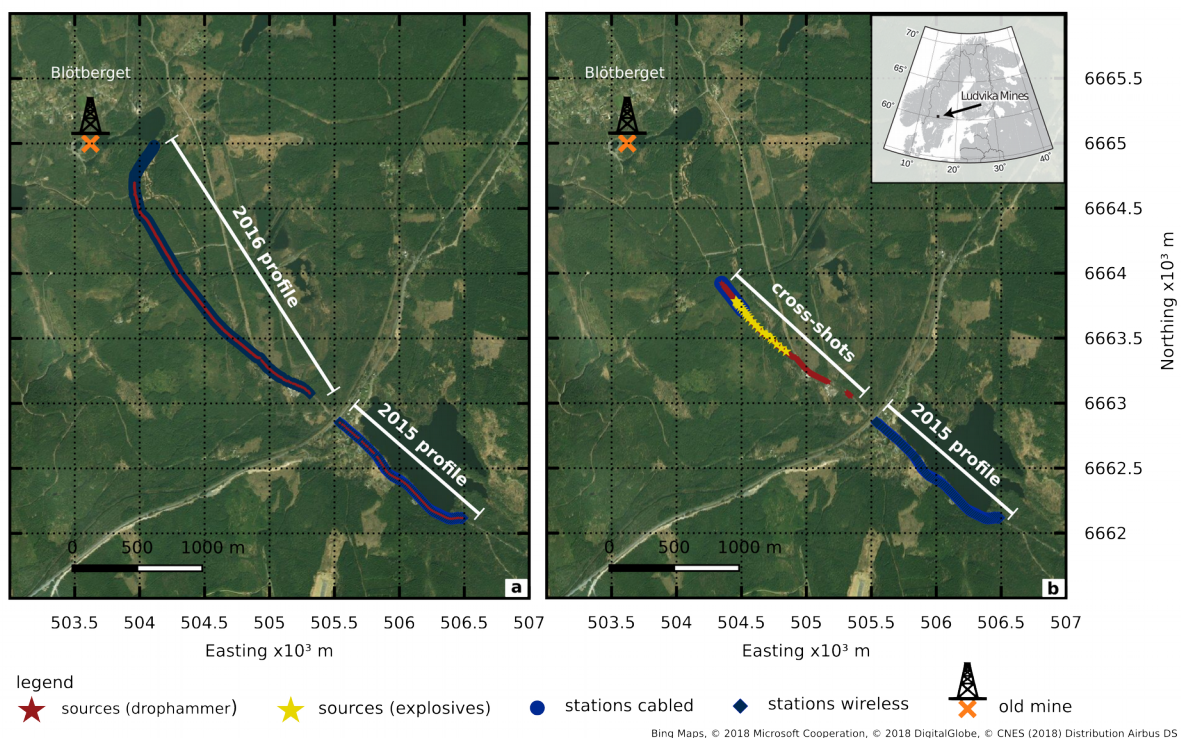 Blötberget
2016 profile
2015 profile
0 500 1000 m
a
Blötberget
70°
65°
60°
Ludvika Mines
10°
20°
30°
40°
cross-shots
2015 profile
0 500 1000 m
b
6665.5
6665
6664.5
6664
6663.5
6663
6662.5
6662
Northing x10³ m
503.5 504 504.5 505 505.5 506 506.5 507
503.5 504 504.5 505 505.5 506 506.5 507
Easting x10³ m
Easting x10³ m
legend
sources (drophammer)
sources (explosives)
stations cabled
stations wireless
old mine
Bing Maps, © 2018 Microsoft Cooperation, © 2018 DigitalGlobe, © CNES (2018) Distribution Airbus DS